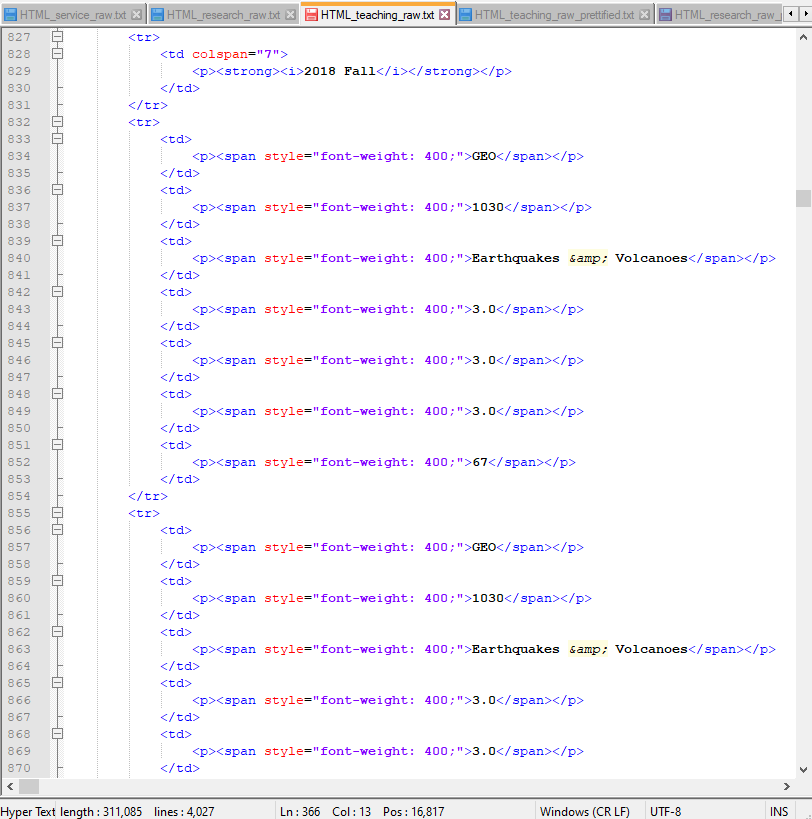 HTML_service_raw.txt HTML_research_raw.txt HTML_teaching_raw.txt HTML_teaching_raw_prettified.txt HTML_research_raw_
827 <tr>
828 <td colspan="7">
829 <p><strong><i>2018 Fall</i></strong></p>
830 </td>
831 </tr>
832 <tr>
833 <td>
834 <p><span style="font-weight: 400;">GEO</span></p>
835 </td>
836 <td>
837 <p><span style="font-weight: 400;">1030</span></p>
838 </td>
839 <td>
840 <p><span style="font-weight: 400;">Earthquakes &amp; Volcanoes</span></p>
841 </td>
842 <td>
843 <p><span style="font-weight: 400;">3.0</span></p>
844 </td>
845 <td>
846 <p><span style="font-weight: 400;">3.0</span></p>
847 </td>
848 <td>
849 <p><span style="font-weight: 400;">3.0</span></p>
850 </td>
851 <td>
852 <p><span style="font-weight: 400;">67</span></p>
853 </td>
854 </tr>
855 <tr>
856 <td>
857 <p><span style="font-weight: 400;">GEO</span></p>
858 </td>
859 <td>
860 <p><span style="font-weight: 400;">1030</span></p>
861 </td>
862 <td>
863 <p><span style="font-weight: 400;">Earthquakes &amp; Volcanoes</span></p>
864 </td>
865 <td>
866 <p><span style="font-weight: 400;">3.0</span></p>
867 </td>
868 <td>
869 <p><span style="font-weight: 400;">3.0</span></p>
870 </td>
Hyper Text length : 311,085 lines : 4,027 Ln : 366 Col : 13 Pos : 16,817 Windows (CR LF) UTF-8 INS